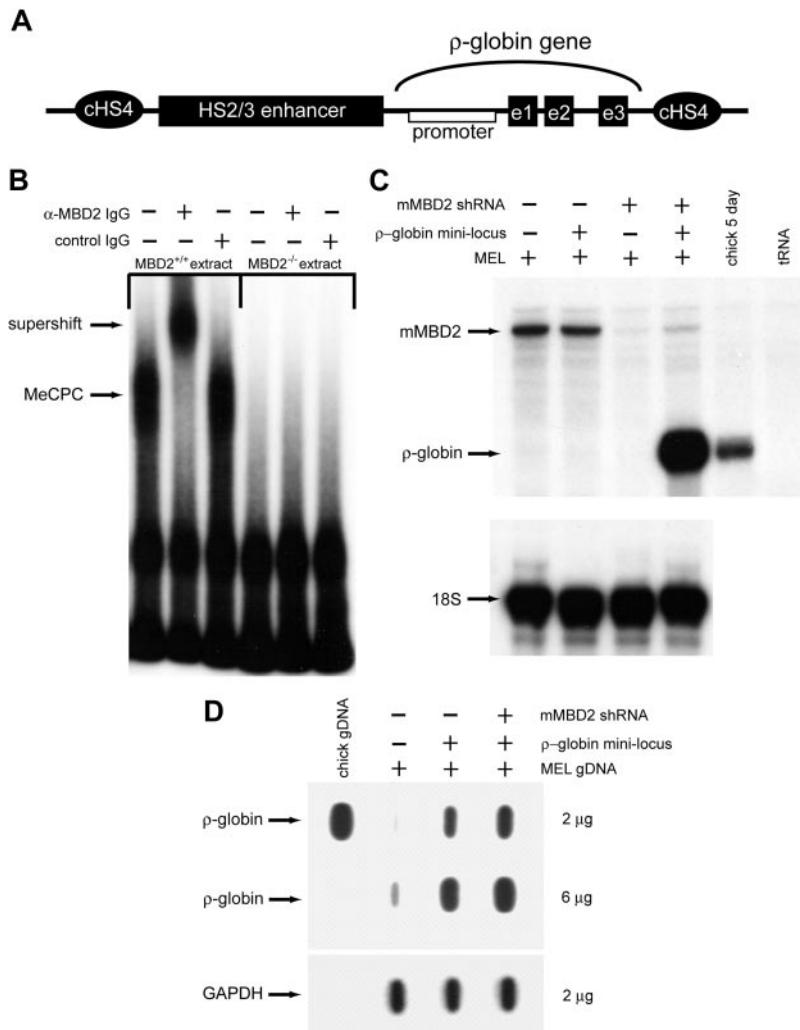 A
ρ-globin gene
cHS4 HS2/3 enhancer e1 e2 e3 cHS4
promoter
B
α-MBD2 IgG − + − − + −
control IgG − − + − − +
MBD2+/+ extract MBD2-/- extract
supershift
MeCPC
C
mMBD2 shRNA − − + +
ρ-globin mini-locus − + − +
MEL + + + +
chick 5 day
tRNA
mMBD2
ρ-globin
18S
D
chick gDNA
− − + mMBD2 shRNA
− + + ρ-globin mini-locus
+ + + MEL gDNA
ρ-globin 2 μg
ρ-globin 6 μg
GAPDH 2 μg